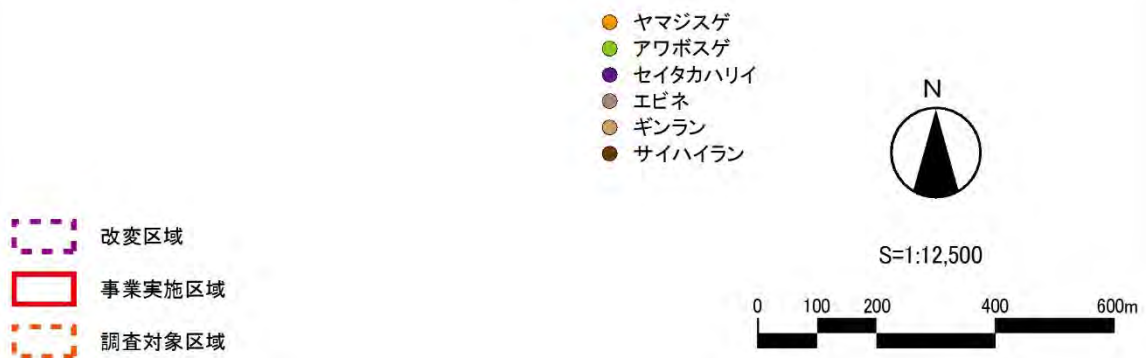 ヤマジスゲ
アワボスゲ
セイタカハリイ
エビネ
ギンラン
サイハイラン
N
改変区域
事業実施区域
調査対象区域
S=1:12,500
0 100 200 400 600m